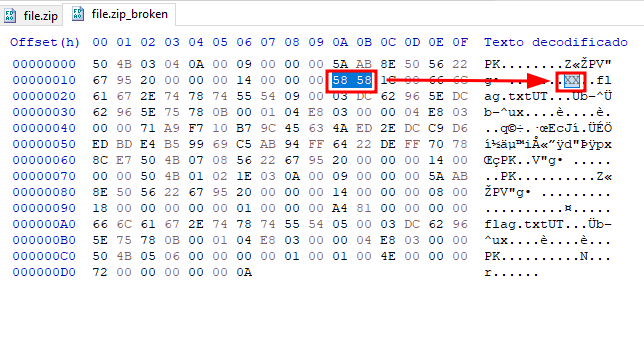 file.zip file.zip_broken
Offset(h) 00 01 02 03 04 05 06 07 08 09 0A 0B 0C 0D 0E 0F Texto decodificado
00000000 50 4B 03 04 0A 00 09 00 00 00 5A AB 8E 50 56 22 PK........Z«ŽPV"
00000010 67 95 20 00 00 00 14 00 00 00 58 58 1C 00 66 6C g• .......XX..fl
00000020 61 67 2E 74 78 74 55 54 09 00 03 DC 62 96 5E DC ag.txtUT...Üb–^Ü
00000030 62 96 5E 75 78 0B 00 01 04 E8 03 00 00 04 E8 03 b–^ux....è....è.
00000040 00 00 71 A9 F7 10 B7 9C 45 63 4A ED 2E DC C9 D6 ..q©÷.·œEcJí.ÜÉÖ
00000050 ED BD E4 B5 99 69 C5 AB 94 FF 64 22 DE FF 70 78 í½äµ™iÅ«”ÿd"Þÿpx
00000060 8C E7 50 4B 07 08 56 22 67 95 20 00 00 00 14 00 ŒçPK..V"g• .....
00000070 00 00 50 4B 01 02 1E 03 0A 00 09 00 00 00 5A AB ..PK..........Z«
00000080 8E 50 56 22 67 95 20 00 00 00 14 00 00 00 08 00 ŽPV"g• .........
00000090 18 00 00 00 00 00 01 00 00 00 A4 81 00 00 00 00 ..........¤.....
000000A0 66 6C 61 67 2E 74 78 74 55 54 05 00 03 DC 62 96 flag.txtUT...Üb–
000000B0 5E 75 78 0B 00 01 04 E8 03 00 00 04 E8 03 00 00 ^ux....è....è...
000000C0 50 4B 05 06 00 00 00 00 01 00 01 00 4E 00 00 00 PK..........N...
000000D0 72 00 00 00 00 00 0A r......